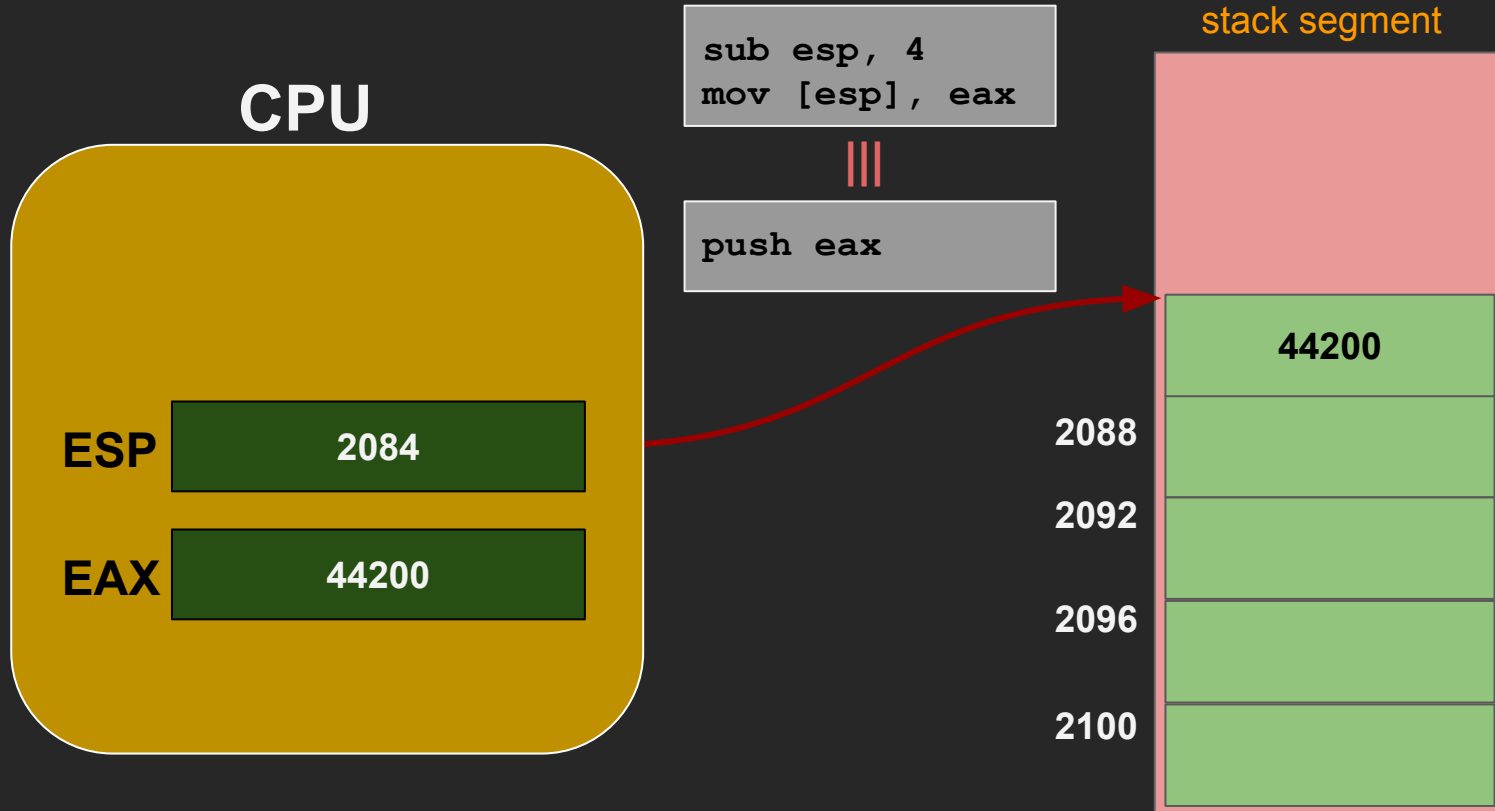 stack segment
sub esp, 4
mov [esp], eax
CPU
push eax
44200
2088
ESP
2084
2092
EAX
44200
2096
2100